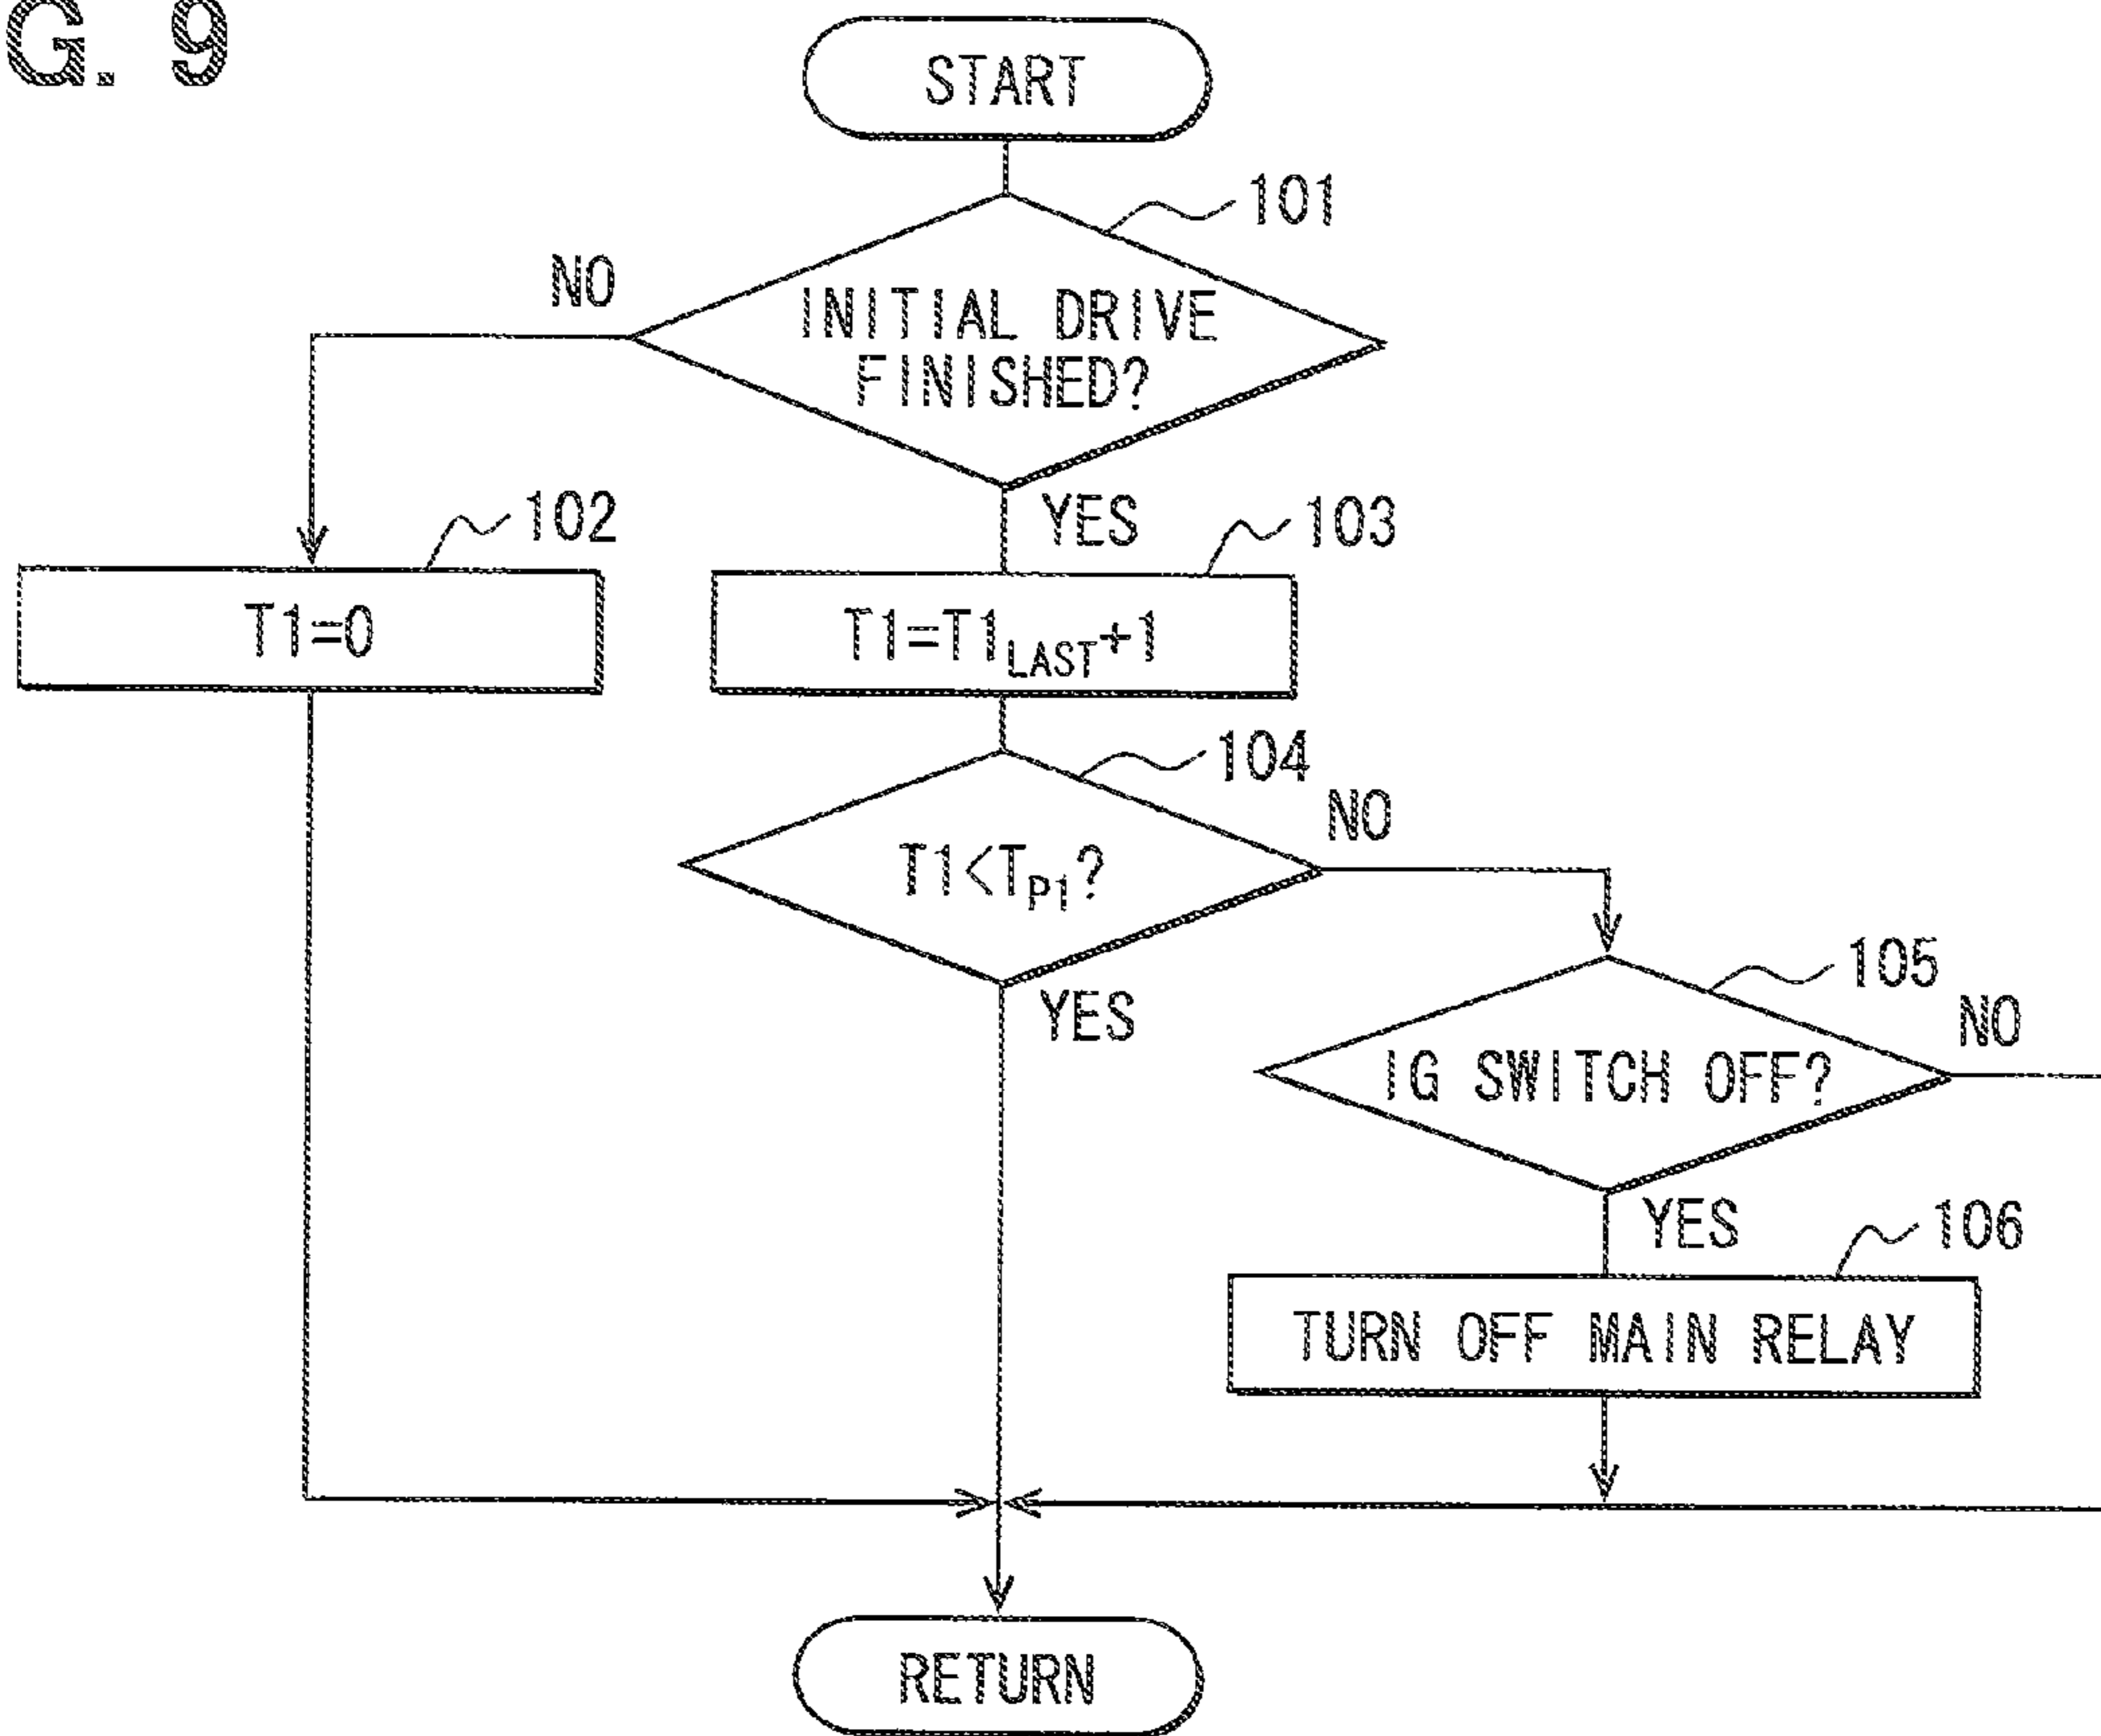 G. 9
START
101
NO
INITIAL DRIVE
FINISHED?
YES
102
103
T1=0
T1=T1LAST+1
104
NO
T1<TP1?
YES
105
NO
IG SWITCH OFF?
YES
106
TURN OFF MAIN RELAY
RETURN